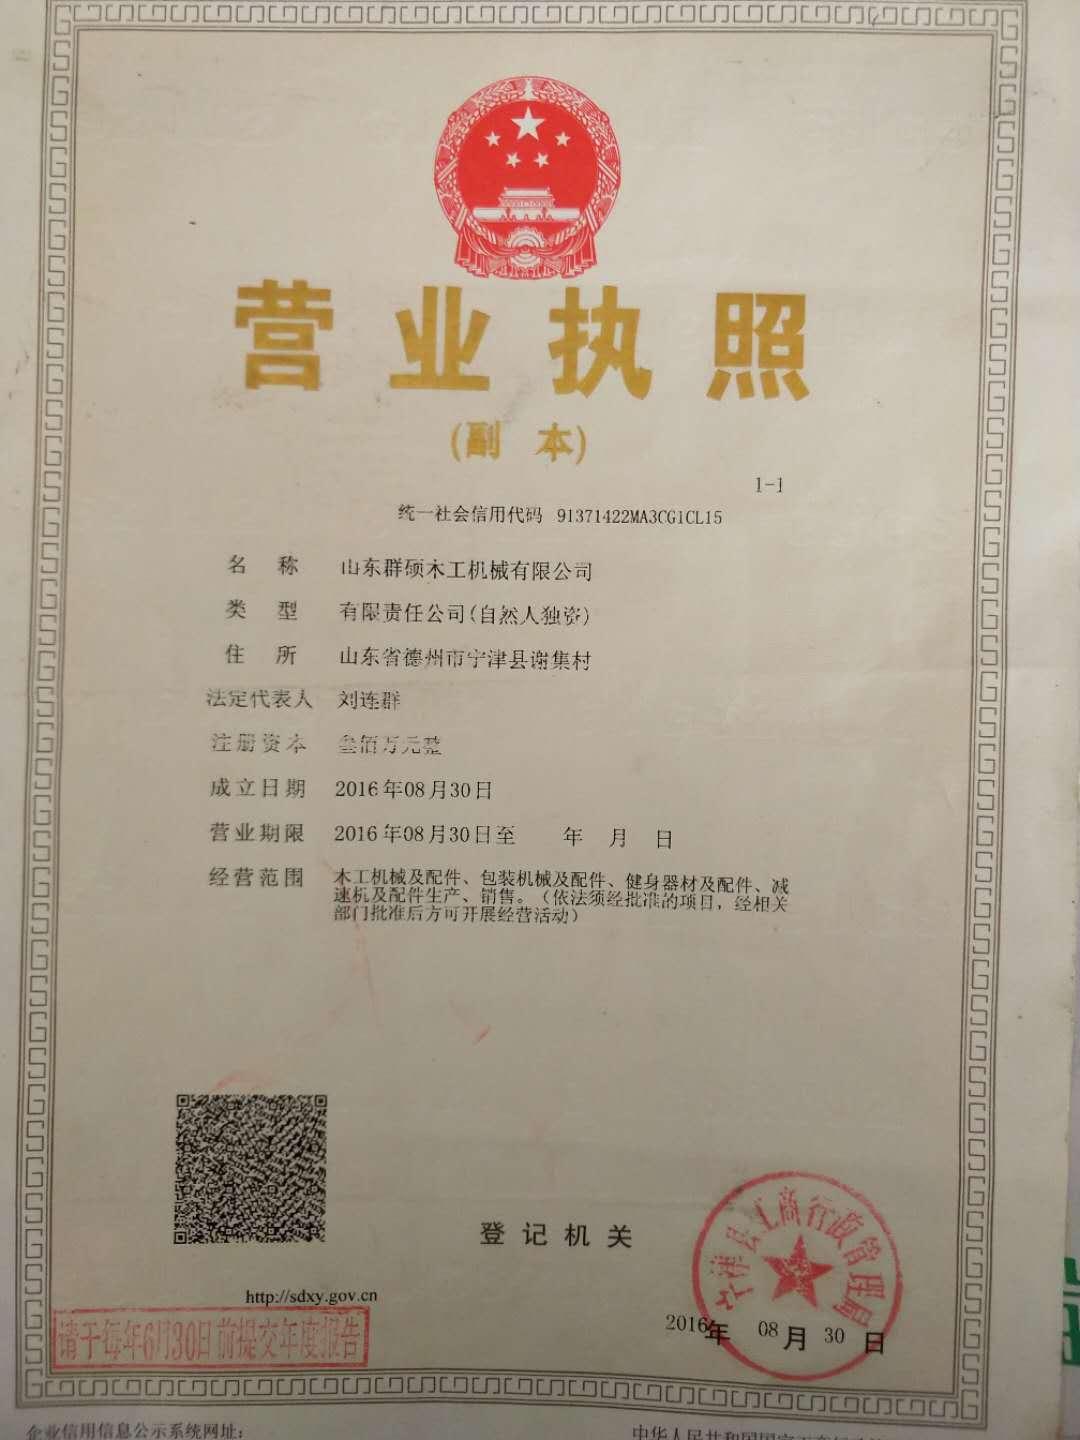 营业执照
(副 本)
1-1
统一社会信用代码 91371422MA3CG1CL15
名 称 山东群硕木工机械有限公司
类 型 有限责任公司(自然人独资)
住 所 山东省德州市宁津县谢集村
法定代表人 刘连群
注册资本 叁佰万元整
成立日期 2016年08月30日
营业期限 2016年08月30日至 年 月 日
经营范围 木工机械及配件、包装机械及配件、健身器材及配件、减
速机及配件生产、销售。（依法须经批准的项目，经相关
部门批准后方可开展经营活动）
登记机关
宁津县工商行政管理局
http://sdxy.gov.cn
2016年 08月 30日
请于每年6月30日前提交年度报告
企业信用信息公示系统网址：
中华人民共和国国家工商